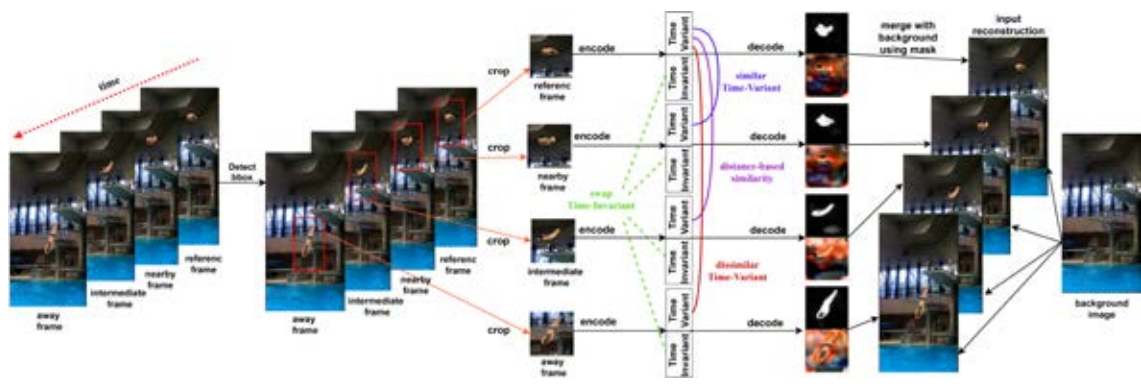 time
away
frame
intermediate
frame
nearby
frame
referenc
frame
Detect
bbox
away
frame
intermediate
frame
nearby
frame
referenc
frame
crop
crop
crop
crop
referenc
frame
nearby
frame
intermediate
frame
away
frame
encode
encode
encode
encode
swap
Time-Invariant
Time
Variant
Time
Invariant
Time
Variant
Time
Invariant
Time
Variant
Time
Invariant
Time
Variant
Time
Invariant
similar
Time-Variant
distance-based
similarity
dissimilar
Time-Variant
decode
decode
decode
decode
merge with
background
using mask
input
reconstruction
background
image